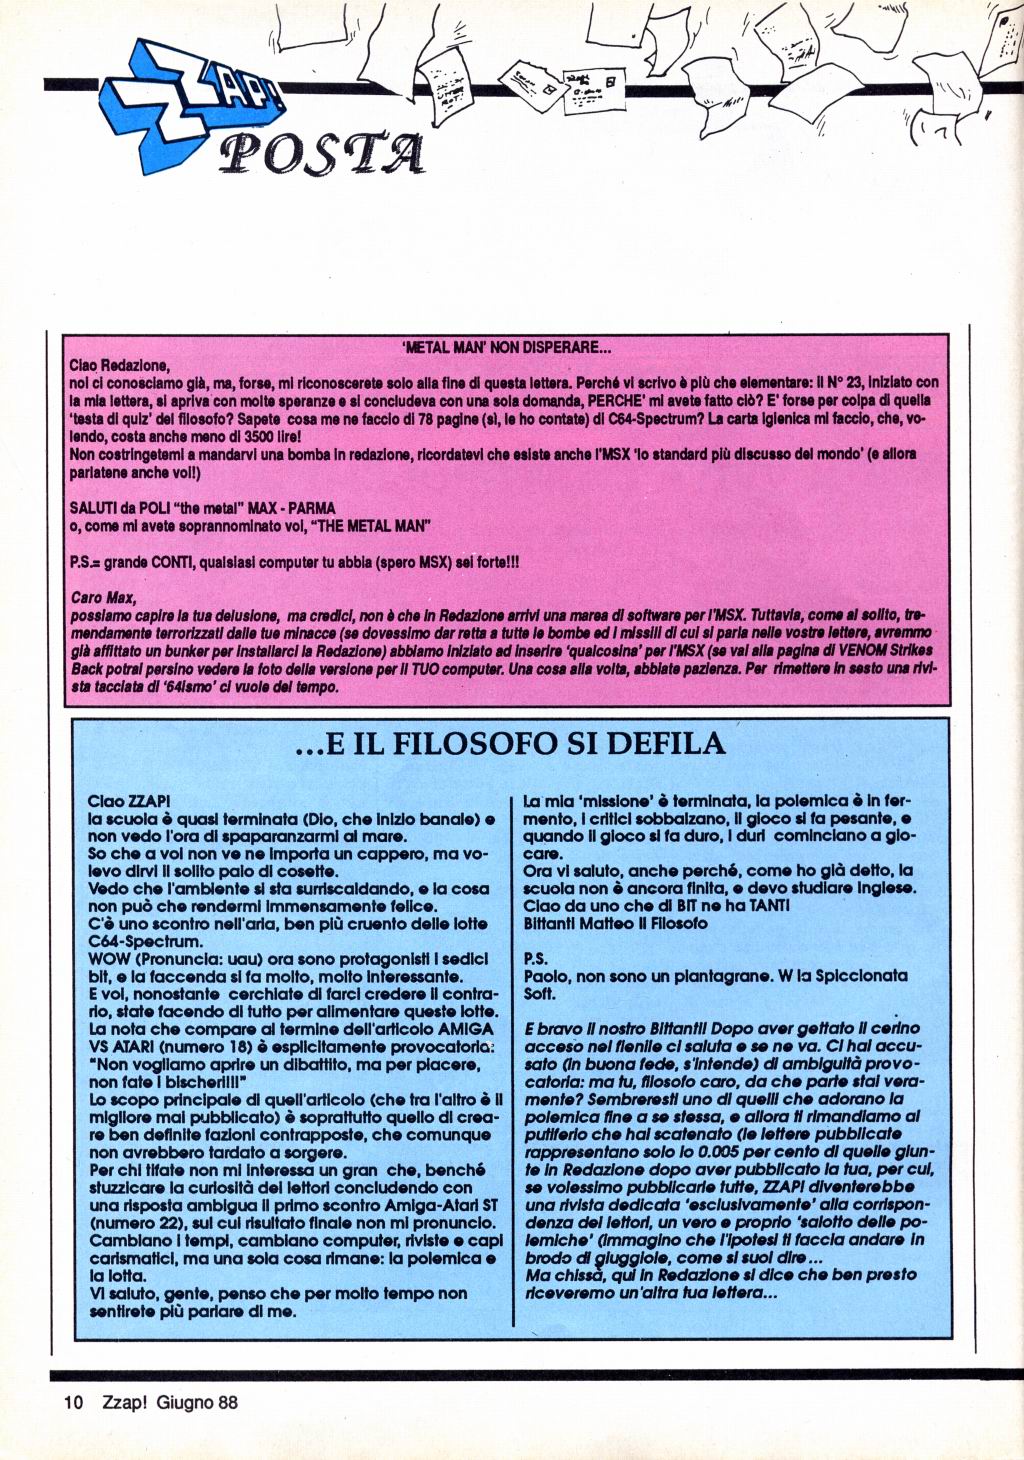 ZZAP!
POSTA
'METAL MAN' NON DISPERARE...
Ciao Redazione,
noi ci conosciamo già, ma, forse, mi riconoscerete solo alla fine di questa lettera. Perché vi scrivo è più che elementare: il N° 23, iniziato con
la mia lettera, si apriva con molte speranze e si concludeva con una sola domanda, PERCHE' mi avete fatto ciò? E' forse per colpa di quella
'testa di quiz' del filosofo? Sapete cosa me ne faccio di 78 pagine (si, le ho contate) di C64-Spectrum? La carta igienica mi faccio, che, vo-
lendo, costa anche meno di 3500 lire!
Non costringetemi a mandarvi una bomba in redazione, ricordatevi che esiste anche l'MSX 'lo standard più discusso del mondo' (e allora
parlatene anche voi!)
SALUTI da POLI "the metal" MAX - PARMA
o, come mi avete soprannominato voi, "THE METAL MAN"
P.S.= grande CONTI, qualsiasi computer tu abbia (spero MSX) sei forte!!!
Caro Max,
possiamo capire la tua delusione, ma credici, non è che in Redazione arrivi una marea di software per l'MSX. Tuttavia, come al solito, tre-
mendamente terrorizzati dalle tue minacce (se dovessimo dar retta a tutte le bombe ed i missili di cui si parla nelle vostre lettere, avremmo
già affittato un bunker per installarci la Redazione) abbiamo iniziato ad inserire 'qualcosina' per l'MSX (se vai alla pagina di VENOM Strikes
Back potrai persino vedere la foto della versione per il TUO computer. Una cosa alla volta, abbiate pazienza. Per rimettere in sesto una rivi-
sta tacciata di '64ismo' ci vuole del tempo.
...E IL FILOSOFO SI DEFILA
Ciao ZZAP!
la scuola è quasi terminata (Dio, che inizio banale) e
non vedo l'ora di spaparanzarmi al mare.
So che a voi non ve ne importa un cappero, ma vo-
levo dirvi il solito paio di cosette.
Vedo che l'ambiente si sta surriscaldando, e la cosa
non può che rendermi immensamente felice.
C'è uno scontro nell'aria, ben più cruento delle lotte
C64-Spectrum.
WOW (Pronuncia: uau) ora sono protagonisti i sedici
bit, e la faccenda si fa molto, molto interessante.
E voi, nonostante cerchiate di farci credere il contra-
rio, state facendo di tutto per alimentare queste lotte.
La nota che compare al termine dell'articolo AMIGA
VS ATARI (numero 18) è esplicitamente provocatoria:
"Non vogliamo aprire un dibattito, ma per piacere,
non fate i bischeri!!!"
Lo scopo principale di quell'articolo (che tra l'altro è il
migliore mai pubblicato) è soprattutto quello di crea-
re ben definite fazioni contrapposte, che comunque
non avrebbero tardato a sorgere.
Per chi tifate non mi interessa un gran che, benché
stuzzicare la curiosità dei lettori concludendo con
una risposta ambigua il primo scontro Amiga-Atari ST
(numero 22), sul cui risultato finale non mi pronuncio.
Cambiano i tempi, cambiano computer, riviste e capi
carismatici, ma una sola cosa rimane: la polemica e
la lotta.
Vi saluto, gente, penso che per molto tempo non
sentirete più parlare di me.
La mia 'missione' è terminata, la polemica è in fer-
mento, i critici sobbalzano, il gioco si fa pesante, e
quando il gioco si fa duro, i duri cominciano a gio-
care.
Ora vi saluto, anche perché, come ho già detto, la
scuola non è ancora finita, e devo studiare inglese.
Ciao da uno che di BIT ne ha TANTI
Bittanti Matteo Il Filosofo
P.S.
Paolo, non sono un piantagrane. W la Spiccionata
Soft.
E bravo il nostro Bittanti! Dopo aver gettato il cerino
acceso nel fienile ci saluta e se ne va. Ci hai accu-
sato (in buona fede, s'intende) di ambiguità provo-
catoria: ma tu, filosofo caro, da che parte stai vera-
mente? Sembreresti uno di quelli che adorano la
polemica fine a se stessa, e allora ti rimandiamo al
putiferio che hai scatenato (le lettere pubblicate
rappresentano solo lo 0.005 per cento di quelle giun-
te in Redazione dopo aver pubblicato la tua, per cui,
se volessimo pubblicarle tutte, ZZAP! diventerebbe
una rivista dedicata 'esclusivamente' alla corrispon-
denza dei lettori, un vero e proprio 'salotto delle po-
lemiche' (immagino che l'ipotesi ti faccia andare in
brodo di giuggiole, come si suol dire...
Ma chissà, qui in Redazione si dice che ben presto
riceveremo un'altra tua lettera...
10 Zzap! Giugno 88